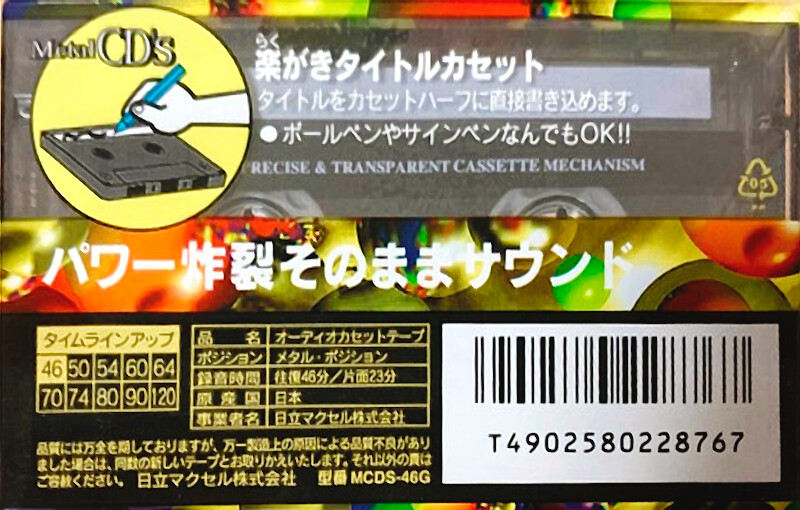 Metal CD's
らく
楽がきタイトルカセット
タイトルをカセットハーフに直接書き込めます。
●ボールペンやサインペンなんでもOK!!
RECISE & TRANSPARENT CASSETTE MECHANISM
05
パワー炸裂そのままサウンド
タイムラインアップ
46 50 54 60 64
70 74 80 90 120
品名 オーディオカセットテープ
ポジション メタル・ポジション
録音時間 往復46分/片面23分
原産国 日本
事業者名 日立マクセル株式会社
品質には万全を期しておりますが、万一製造上の原因による品質不良があり
ました場合は、同数の新しいテープとお取りかえいたします。それ以外の責は
ご容赦ください。 日立マクセル株式会社 型番 MCDS-46G
T4902580228767